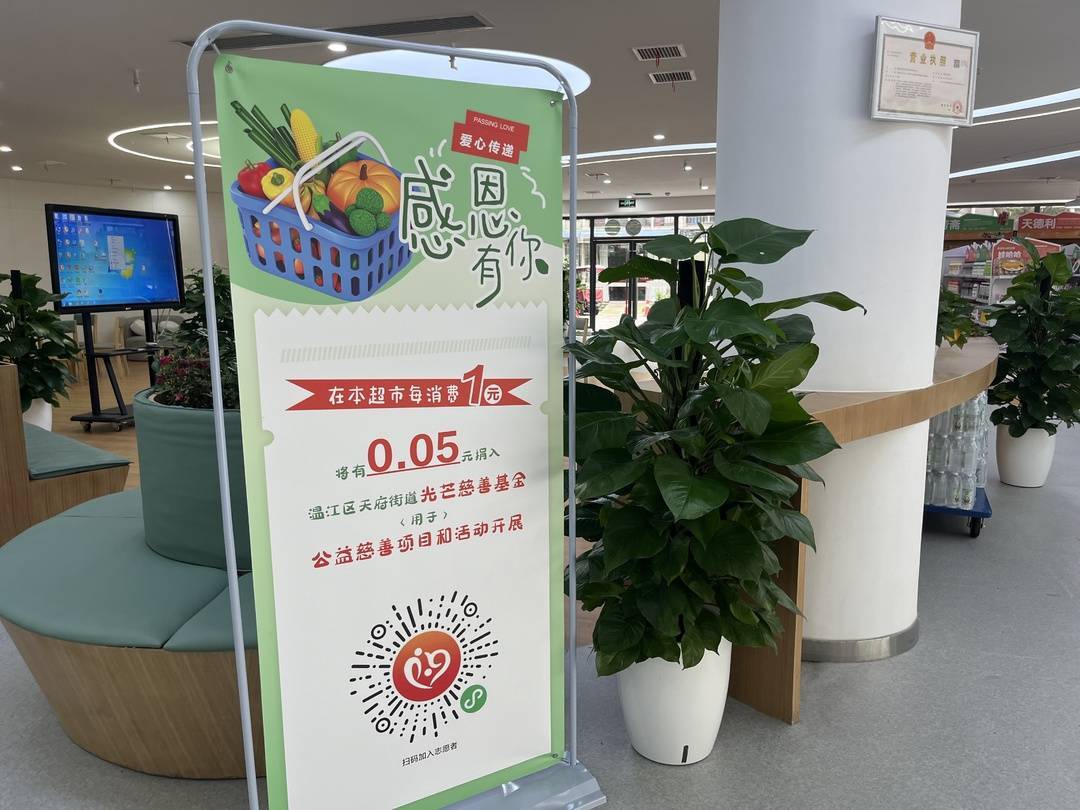 PASSING LOVE
爱心传递
感恩有你
在本超市每消费1元
将有0.05元捐入
温江区天府街道光芒慈善基金
（用于）
公益慈善项目和活动开展
扫码加入志愿者
营业执照
天德利
娃哈哈